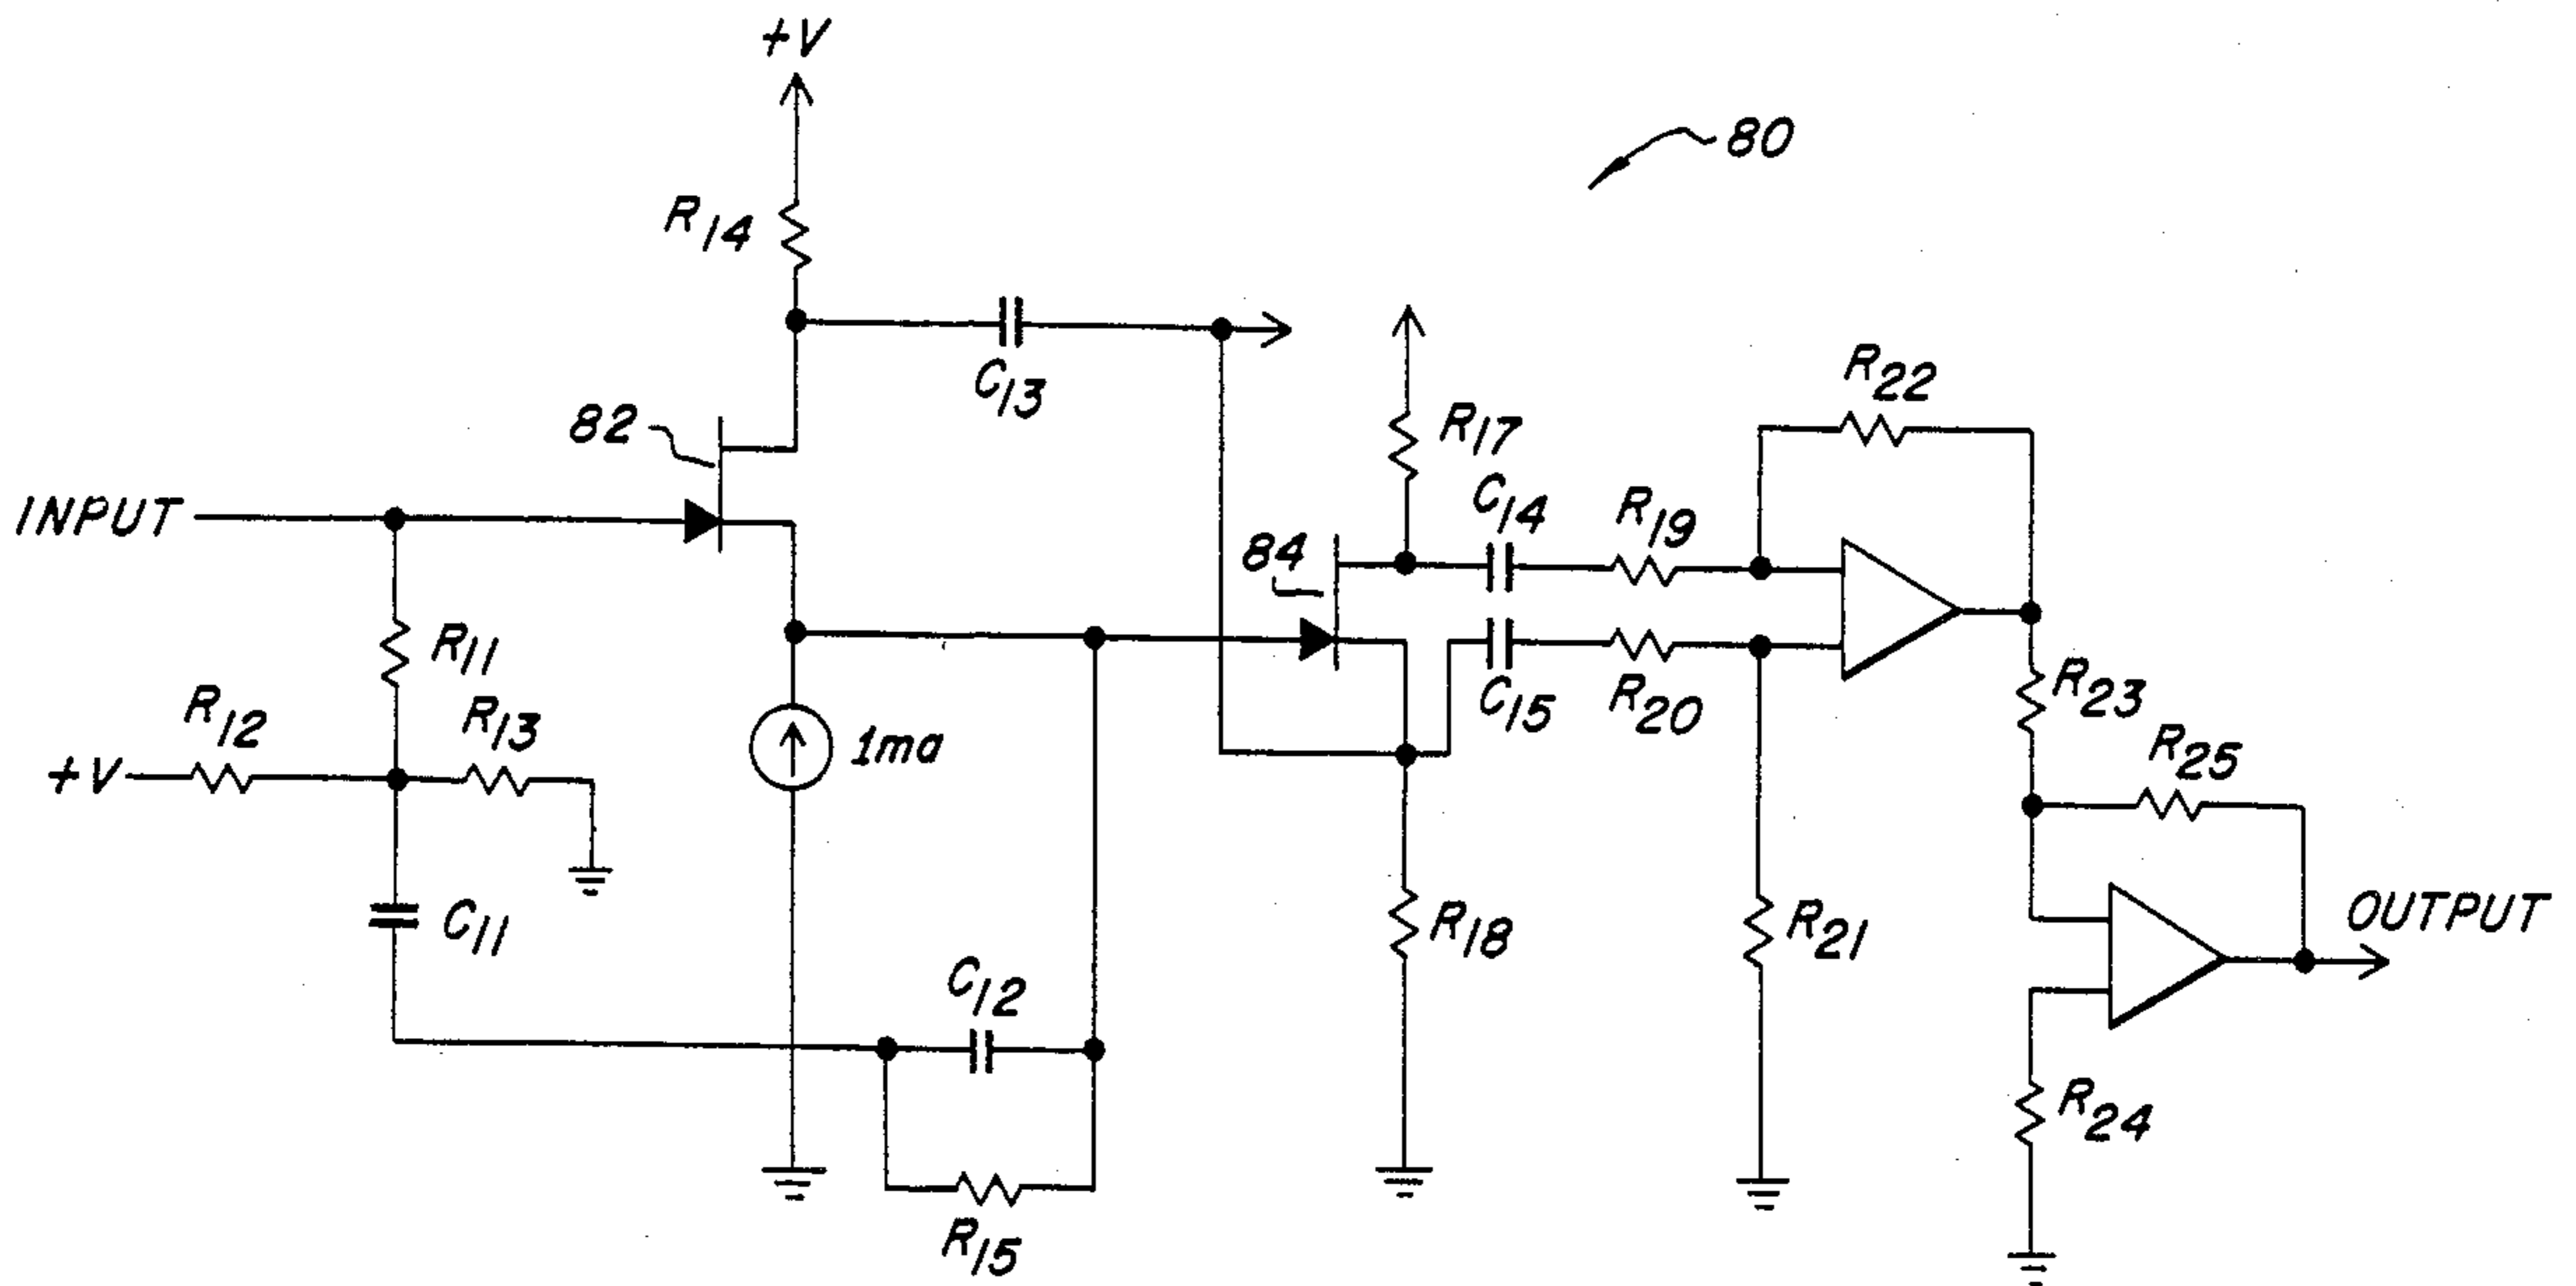 +V
80
R14
C13
82
R22
R17
INPUT
C14
R19
84
R11
R12
R13
C15
R20
R23
+V
1ma
R25
C11
R18
R21
OUTPUT
C12
R24
R15